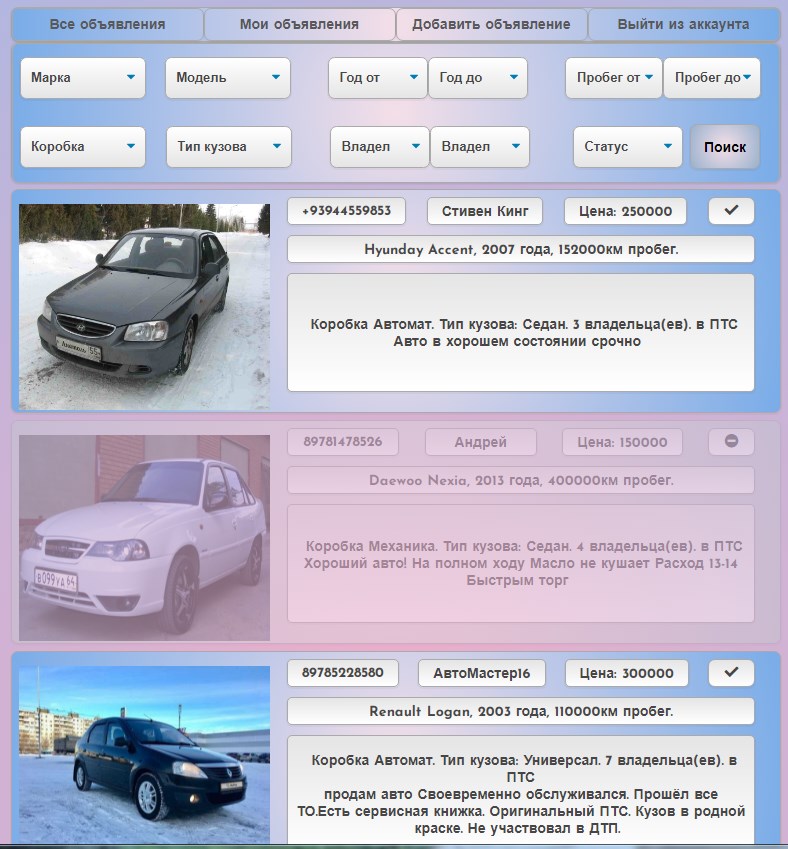 Все объявления
Мои объявления
Добавить объявление
Выйти из аккаунта
Марка
Модель
Год от
Год до
Пробег от
Пробег до
Коробка
Тип кузова
Владел
Владел
Статус
Поиск
+93944559853
Стивен Кинг
Цена: 250000
Hyunday Accent, 2007 года, 152000км пробег.
Коробка Автомат. Тип кузова: Седан. 3 владельца(ев). в ПТС
Авто в хорошем состоянии срочно
89781478526
Андрей
Цена: 150000
Daewoo Nexia, 2013 года, 400000км пробег.
Коробка Механика. Тип кузова: Седан. 4 владельца(ев). в ПТС
Хороший авто! На полном ходу Масло не кушает Расход 13-14
Быстрым торг
В099УА 64
89785228580
АвтоМастер16
Цена: 300000
Renault Logan, 2003 года, 110000км пробег.
Коробка Автомат. Тип кузова: Универсал. 7 владельца(ев). в
ПТС
продам авто Своевременно обслуживался. Прошёл все
ТО.Есть сервисная книжка. Оригинальный ПТС. Кузов в родной
краске. Не участвовал в ДТП.